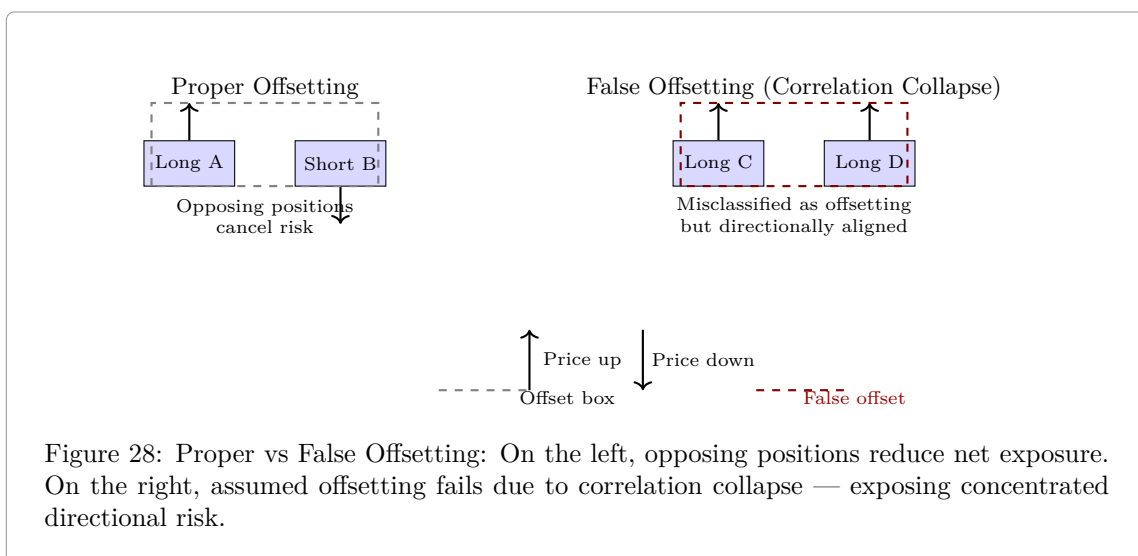 Proper Offsetting
Long A
Short B
Opposing positions
cancel risk
False Offsetting (Correlation Collapse)
Long C
Long D
Misclassified as offsetting
but directionally aligned
Price up
Price down
Offset box
False offset
Figure 28: Proper vs False Offsetting: On the left, opposing positions reduce net exposure.
On the right, assumed offsetting fails due to correlation collapse — exposing concentrated
directional risk.